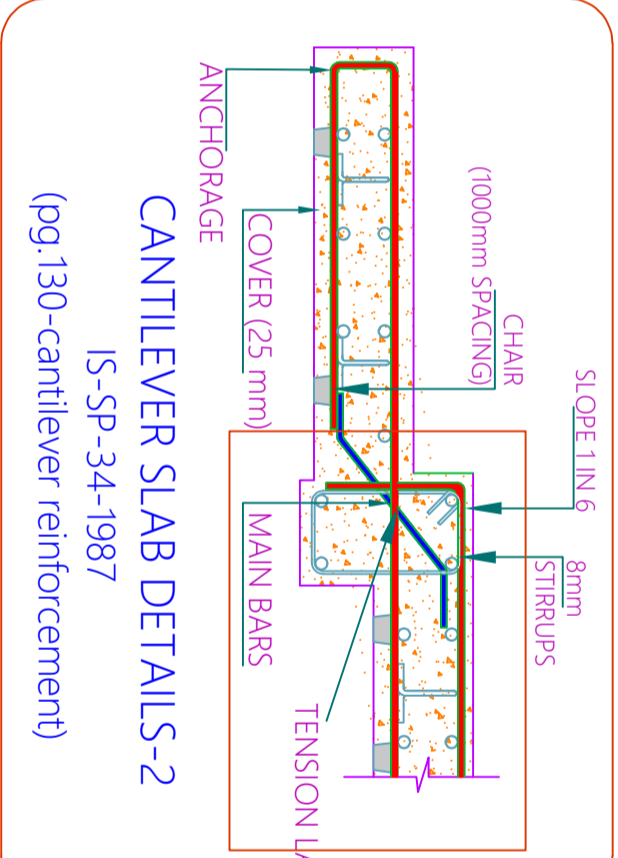 SLOPE 1 IN 6
8mm
STIRRUPS
CHAIR
(1000mm SPACING)
TENSION
MAIN BARS
COVER (25 mm)
ANCHORAGE
CANTILEVER SLAB DETAILS-2
IS-SP-34-1987
(pg.130-cantilever reinforcement)